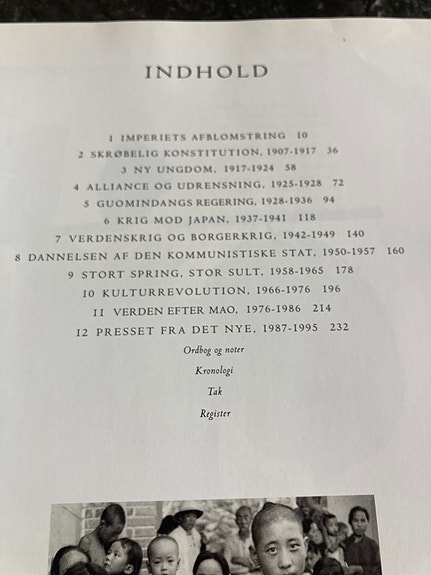 INDHOLD
1 IMPERIETS AFBLOMSTRING 10
2 SKRØBELIG KONSTITUTION, 1907-1917 36
3 NY UNGDOM, 1917-1924 58
4 ALLIANCE OG UDRENSNING, 1925-1928 72
5 GUOMINDANGS REGERING, 1928-1936 94
6 KRIG MOD JAPAN, 1937-1941 118
7 VERDENSKRIG OG BORGERKRIG, 1942-1949 140
8 DANNELSEN AF DEN KOMMUNISTISKE STAT, 1950-1957 160
9 STORT SPRING, STOR SULT, 1958-1965 178
10 KULTURREVOLUTION, 1966-1976 196
11 VERDEN EFTER MAO, 1976-1986 214
12 PRESSET FRA DET NYE, 1987-1995 232
Ordbog og noter
Kronologi
Tak
Register